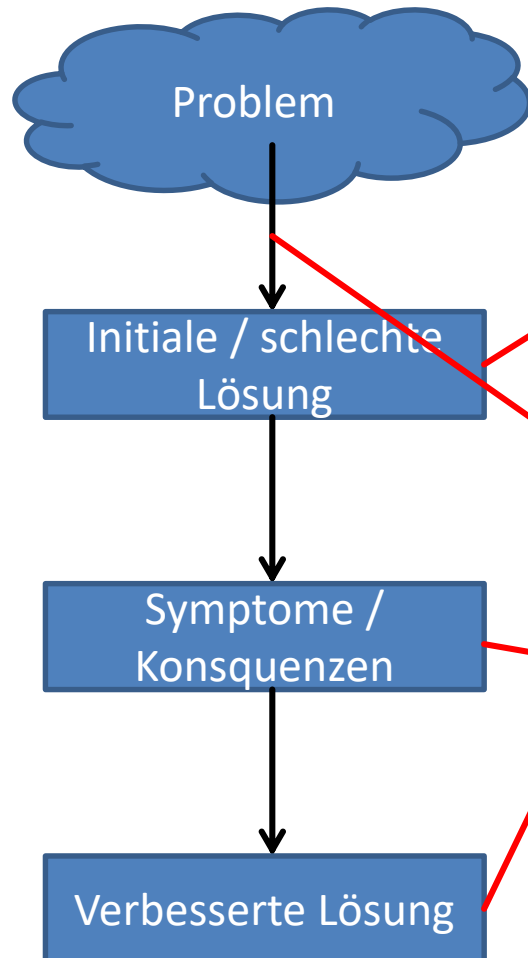 Problem
Initiale / schlechte
Lösung
Symptome /
Konsquenzen
Verbesserte Lösung